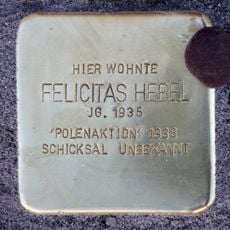 HIER WOHNTE
FELICITAS HEBEL
JG. 1935
'POLENAKTION' 1938
SCHICKSAL UNBEKANNT